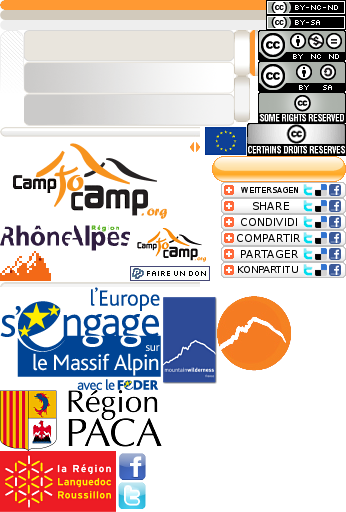 BY-NC-ND
BY-SA
BY NC ND
BY SA
SOME RIGHTS RESERVED
CERTAINS DROITS RESERVES
Camp
to
camp
.org
WEITERSAGEN
SHARE
CONDIVIDI
COMPARTIR
PARTAGER
KONPARTITU
RhôneAlpes Région
Camp
to
camp
.org
FAIRE UN DON
l'Europe
s'engage
sur
le Massif Alpin
avec le FEDER
mountainwilderness
Région
PACA
la Région
Languedoc
Roussillon